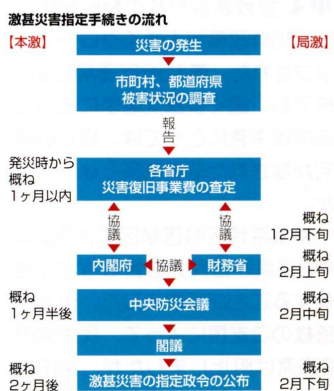 激甚災害指定手続きの流れ
【本激】
【局激】
災害の発生
市町村、都道府県
被害状況の調査
報告
発災時から
概ね
1ヶ月以内
各省庁
災害復旧事業費の査定
協議
協議
概ね
12月下旬
内閣府
協議
財務省
概ね
2月上旬
概ね
1ヶ月半後
中央防災会議
概ね
2月中旬
閣議
概ね
2ヶ月後
激甚災害の指定政令の公布
概ね
2月下旬